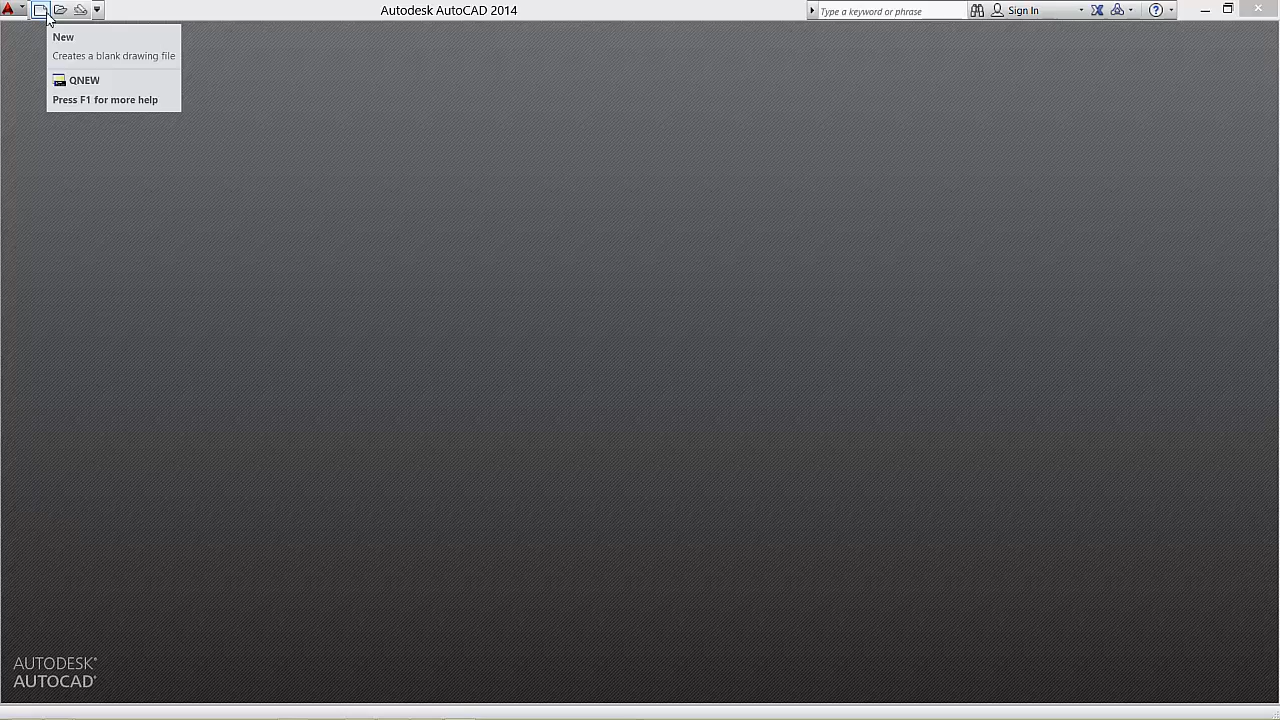 Autodesk AutoCAD 2014
Type a keyword or phrase
Sign In
New
Creates a blank drawing file
QNEW
Press F1 for more help
AUTODESK®
AUTOCAD®